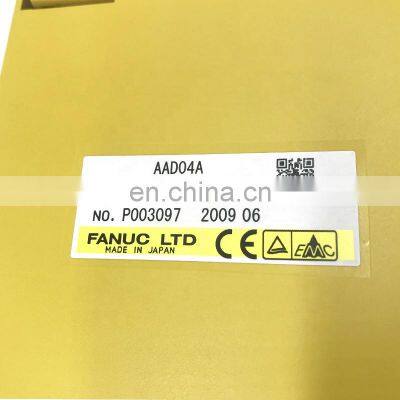 AAD04A
en.china.cn
NO. P003097 2009 06
FANUC LTD
MADE IN JAPAN
CE
EMC